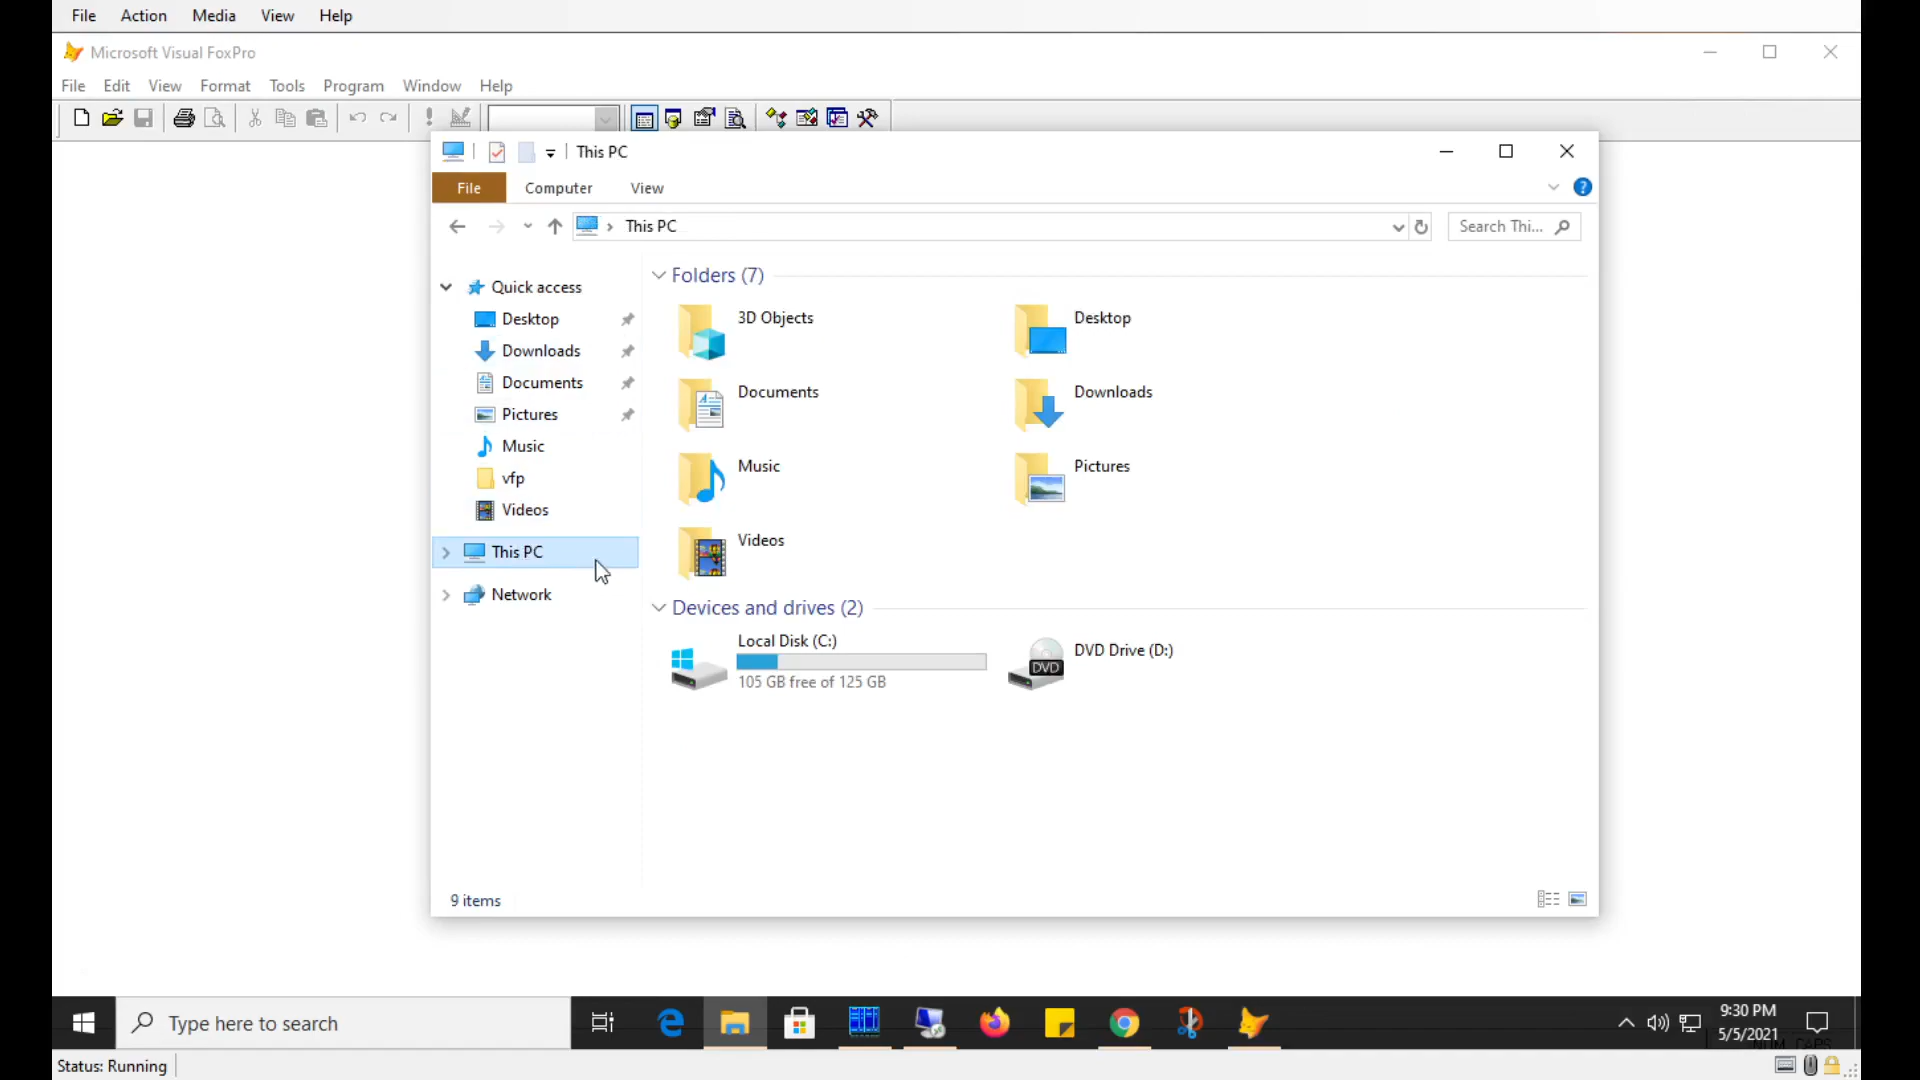 File Action Media View Help
Microsoft Visual FoxPro
File Edit View Format Tools Program Window Help
This PC
File Computer View
This PC
Search Thi...
Quick access
Desktop
Downloads
Documents
Pictures
Music
vfp
Videos
This PC
Network
Folders (7)
3D Objects
Desktop
Documents
Downloads
Music
Pictures
Videos
Devices and drives (2)
Local Disk (C:)
105 GB free of 125 GB
DVD
DVD Drive (D:)
9 items
Type here to search
9:30 PM
5/5/2021
NUM CAPS
Status: Running